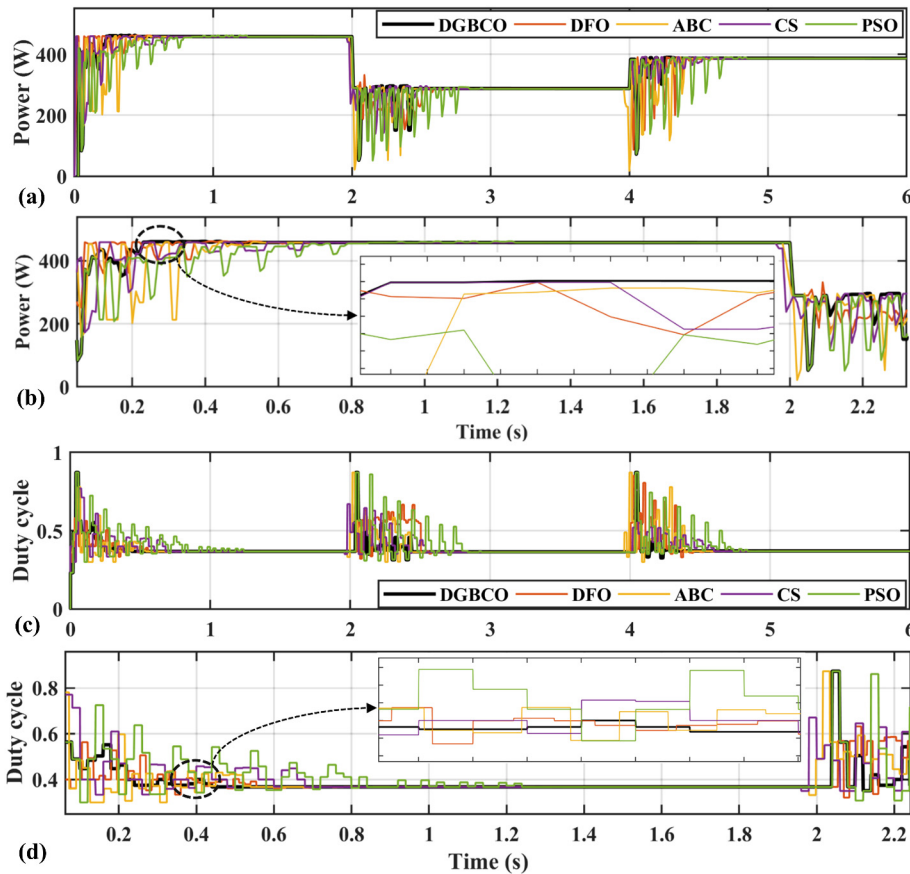 DGBCO DFO ABC CS PSO
Power (W)
400
200
0
0 1 2 3 4 5 6
(a)
Power (W)
400
200
0
0.2 0.4 0.6 0.8 1 1.2 1.4 1.6 1.8 2 2.2
Time (s)
(b)
Duty cycle
1
0.5
0
0 1 2 3 4 5 6
DGBCO DFO ABC CS PSO
(c)
Duty cycle
0.8
0.6
0.4
0.2 0.4 0.6 0.8 1 1.2 1.4 1.6 1.8 2 2.2
Time (s)
(d)